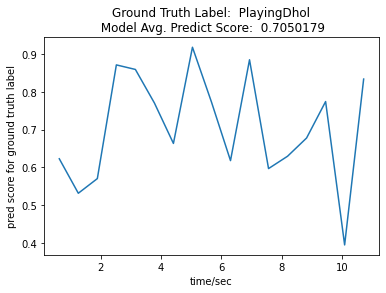 Ground Truth Label:  PlayingDhol
Model Avg. Predict Score:  0.7050179
pred score for ground truth label
0.9
0.8
0.7
0.6
0.5
0.4
2 4 6 8 10
time/sec